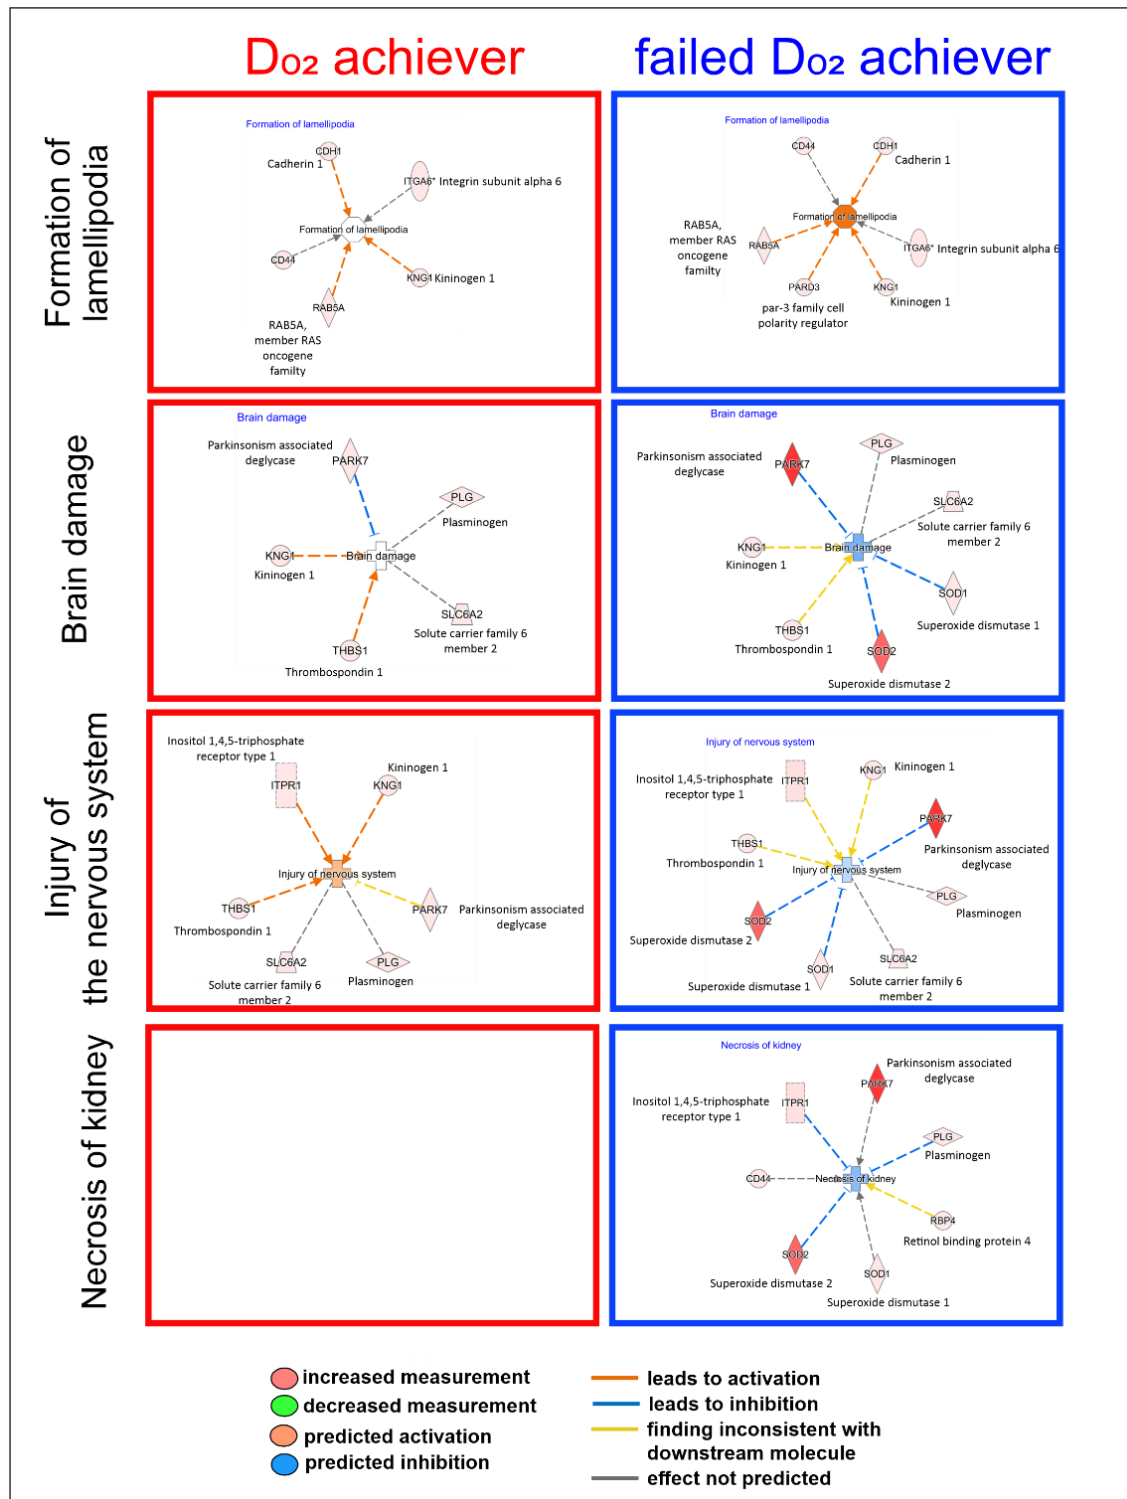 Do2 achiever
failed Do2 achiever
Formation of
lamellipodia
Formation of lamellipodia
CDH1
Cadherin 1
ITGA6* Integrin subunit alpha 6
Formation of lamellipodia
CD44
KNG1 Kininogen 1
RAB5A
RAB5A,
member RAS
oncogene
familty
Formation of lamellipodia
CD44
CDH1
Cadherin 1
Formation of lamellipodia
RAB5A,
member RAS
oncogene
familty
RAB5A
ITGA6* Integrin subunit alpha 6
PARD3
KNG1
par-3 family cell
polarity regulator
Kininogen 1
Brain damage
Brain damage
Parkinsonism associated
deglycase
PARK7
PLG
Plasminogen
KNG1
Kininogen 1
Brain damage
SLC6A2
Solute carrier family 6
member 2
THBS1
Thrombospondin 1
Brain damage
Parkinsonism associated
deglycase
PARK7
PLG
Plasminogen
SLC6A2
Solute carrier family 6
member 2
KNG1
Kininogen 1
Brain damage
SOD1
Superoxide dismutase 1
THBS1
Thrombospondin 1
SOD2
Superoxide dismutase 2
Injury of
the nervous system
Inositol 1,4,5-triphosphate
receptor type 1
ITPR1
Kininogen 1
KNG1
Injury of nervous system
THBS1
Thrombospondin 1
PARK7
Parkinsonism associated
deglycase
SLC6A2
Solute carrier family 6
member 2
PLG
Plasminogen
Injury of nervous system
Inositol 1,4,5-triphosphate
receptor type 1
ITPR1
KNG1
Kininogen 1
PARK7
Parkinsonism associated
deglycase
THBS1
Thrombospondin 1
Injury of nervous system
PLG
Plasminogen
SOD2
Superoxide dismutase 2
SOD1
Superoxide dismutase 1
SLC6A2
Solute carrier family 6
member 2
Necrosis of kidney
Necrosis of kidney
Parkinsonism associated
deglycase
PARK7
Inositol 1,4,5-triphosphate
receptor type 1
ITPR1
PLG
Plasminogen
CD44
Necrosis of kidney
RBP4
Retinol binding protein 4
SOD2
Superoxide dismutase 2
SOD1
Superoxide dismutase 1
increased measurement
decreased measurement
predicted activation
predicted inhibition
leads to activation
leads to inhibition
finding inconsistent with
downstream molecule
effect not predicted